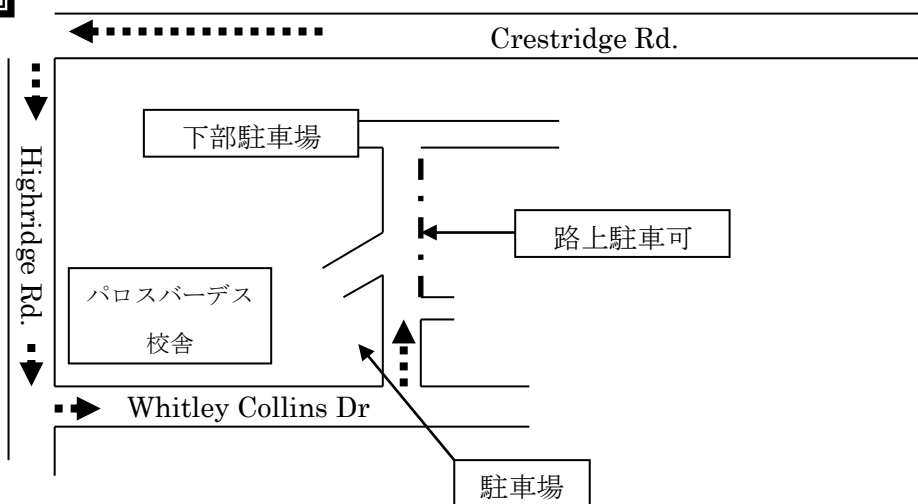 Crestridge Rd.
下部駐車場
Highridge Rd.
路上駐車可
パロスバーデス
校舎
Whitley Collins Dr
駐車場